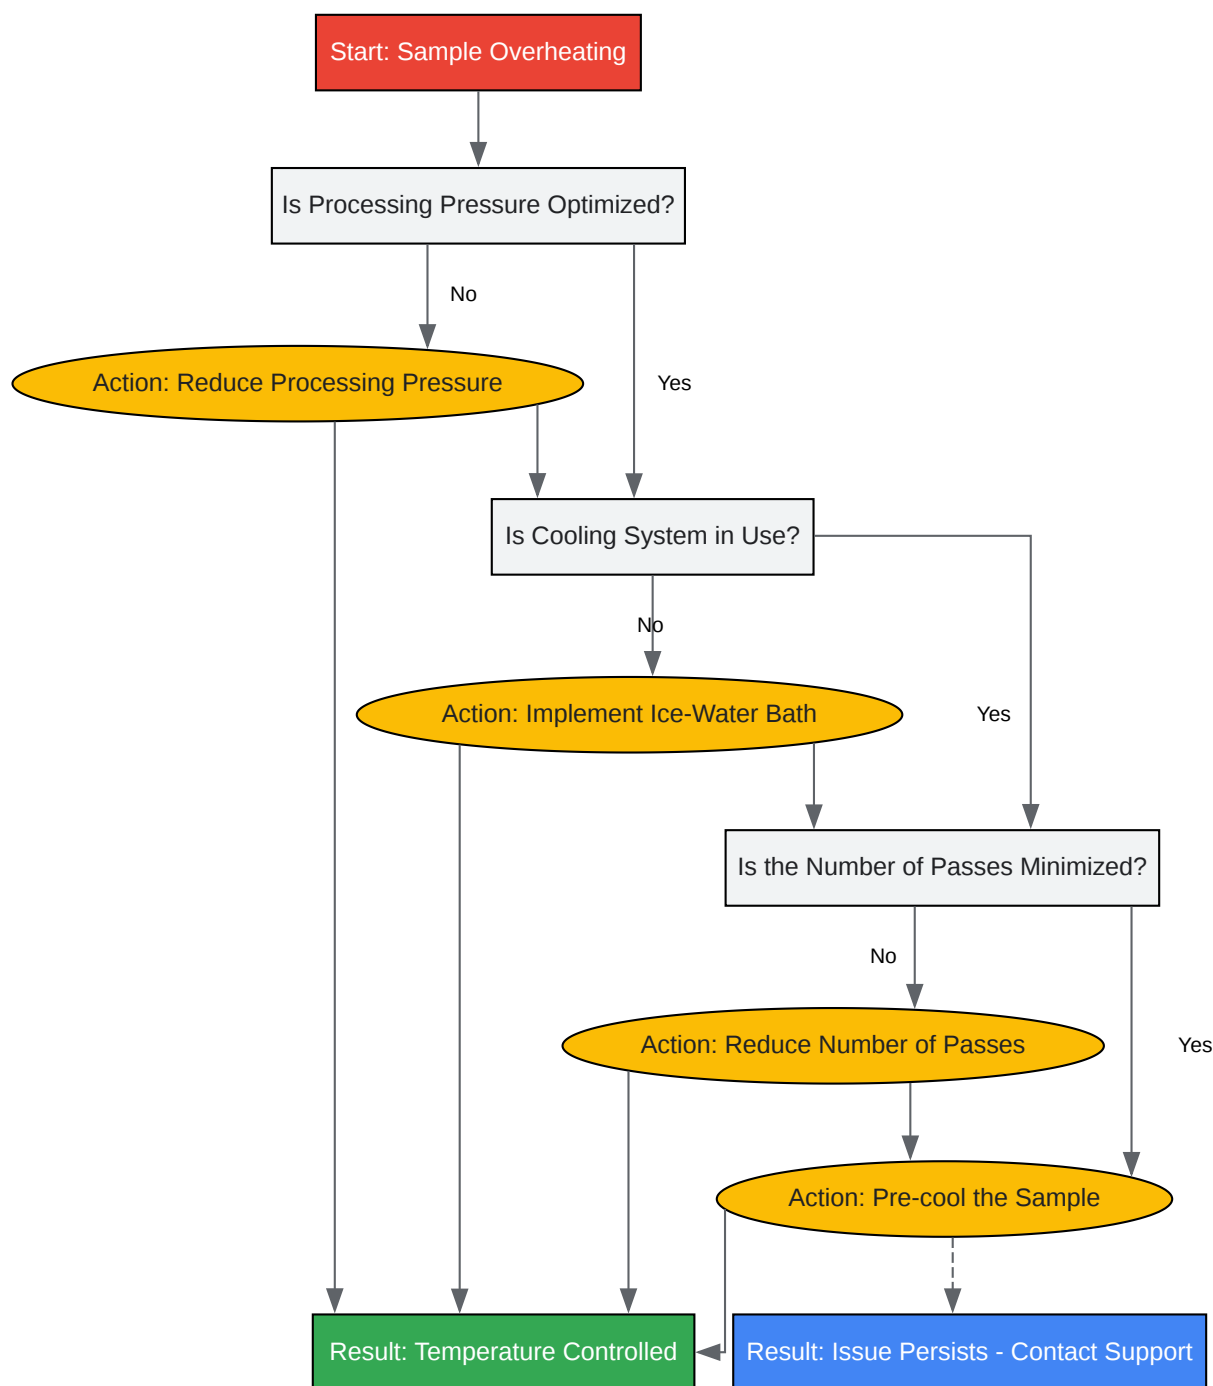 Start: Sample Overheating
Is Processing Pressure Optimized?
No
Action: Reduce Processing Pressure
Yes
Is Cooling System in Use?
No
Action: Implement Ice-Water Bath
Yes
Is the Number of Passes Minimized?
No
Action: Reduce Number of Passes
Yes
Action: Pre-cool the Sample
Result: Temperature Controlled
Result: Issue Persists - Contact Support